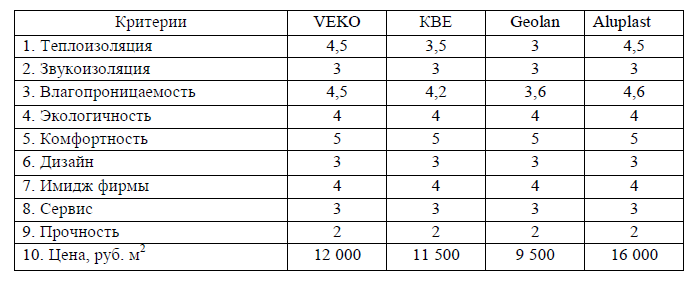 Критерии VEKO КВЕ Geolan Aluplast
1. Теплоизоляция 4,5 3,5 3 4,5
2. Звукоизоляция 3 3 3 3
3. Влагопроницаемость 4,5 4,2 3,6 4,6
4. Экологичность 4 4 4 4
5. Комфортность 5 5 5 5
6. Дизайн 3 3 3 3
7. Имидж фирмы 4 4 4 4
8. Сервис 3 3 3 3
9. Прочность 2 2 2 2
10. Цена, руб. м² 12 000 11 500 9 500 16 000